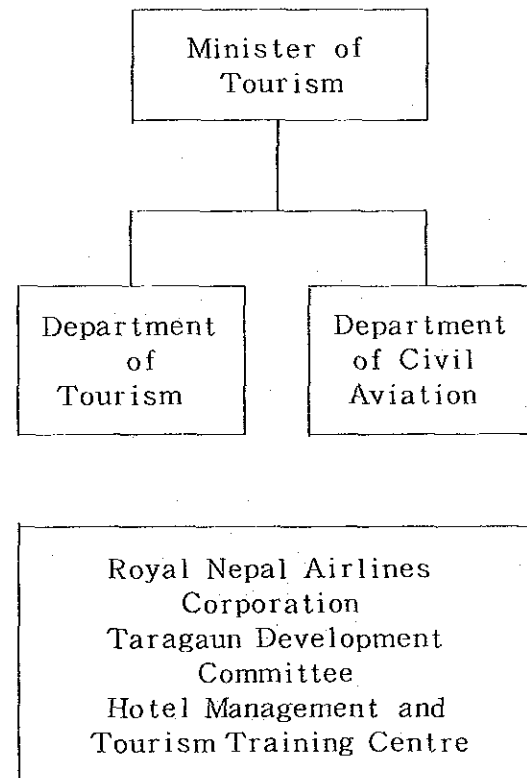 Minister of
Tourism
Department
of
Tourism
Department
of Civil
Aviation
Royal Nepal Airlines
Corporation
Taragaun Development
Committee
Hotel Management and
Tourism Training Centre